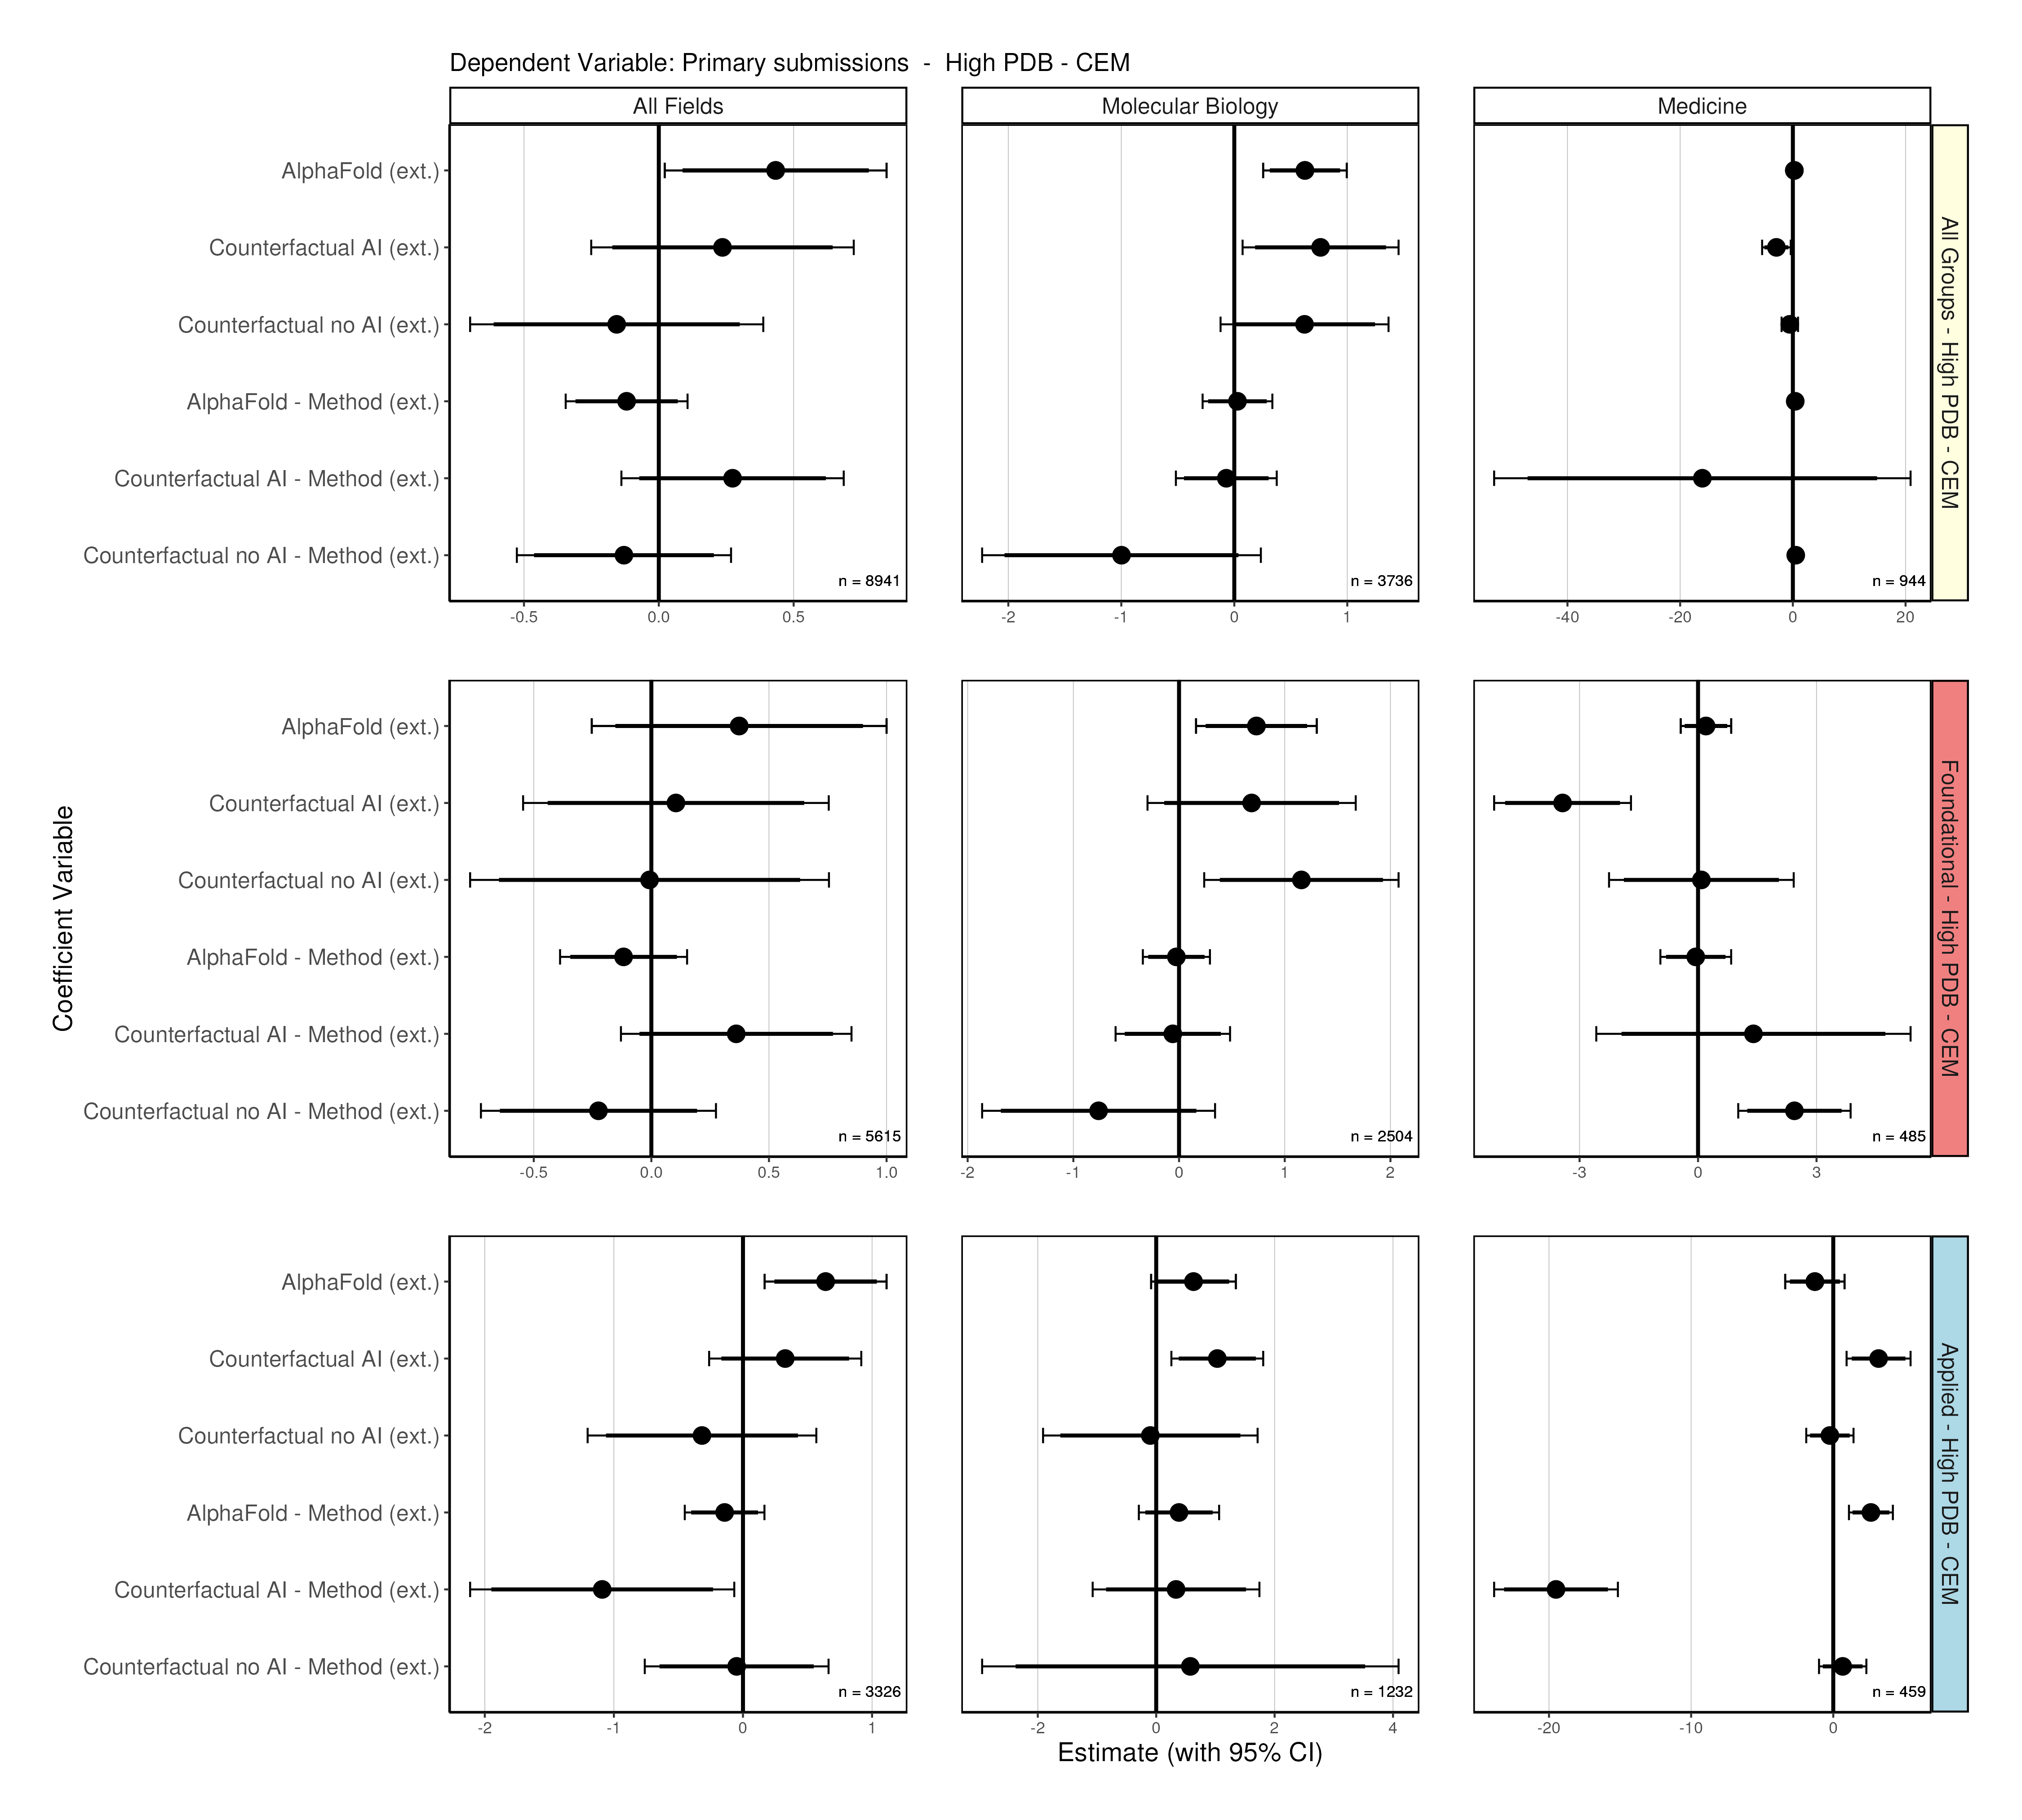 Dependent Variable: Primary submissions - High PDB - CEM
All Fields
Molecular Biology
Medicine
AlphaFold (ext.)
Counterfactual AI (ext.)
Counterfactual no AI (ext.)
AlphaFold - Method (ext.)
Counterfactual AI - Method (ext.)
Counterfactual no AI - Method (ext.)
n = 8941
n = 3736
n = 944
All Groups - High PDB - CEM
-0.5 0.0 0.5
-2 -1 0 1
-40 -20 0 20
Coefficient Variable
AlphaFold (ext.)
Counterfactual AI (ext.)
Counterfactual no AI (ext.)
AlphaFold - Method (ext.)
Counterfactual AI - Method (ext.)
Counterfactual no AI - Method (ext.)
n = 5615
n = 2504
n = 485
Foundational - High PDB - CEM
-0.5 0.0 0.5 1.0
-2 -1 0 1 2
-3 0 3
AlphaFold (ext.)
Counterfactual AI (ext.)
Counterfactual no AI (ext.)
AlphaFold - Method (ext.)
Counterfactual AI - Method (ext.)
Counterfactual no AI - Method (ext.)
n = 3326
n = 1232
n = 459
Applied - High PDB - CEM
-2 -1 0 1
-2 0 2 4
-20 -10 0
Estimate (with 95% CI)